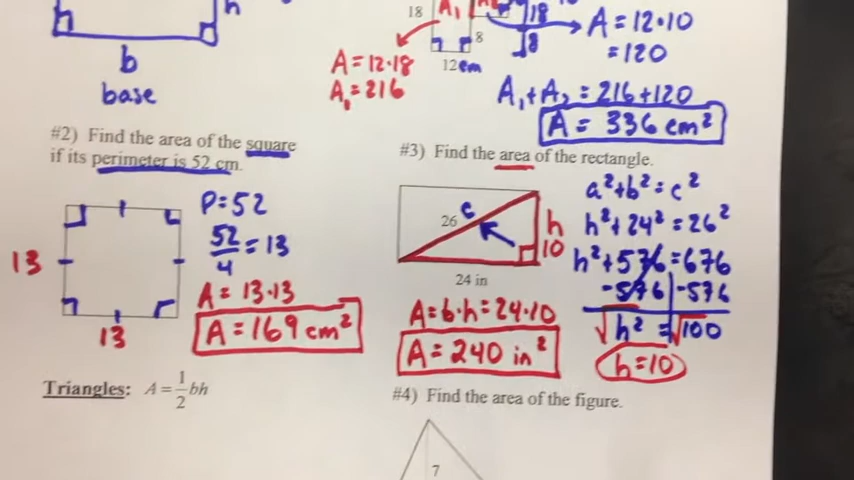 h
b
base
18
A₁
8
12cm
18
8
A = 12·18
A₁ = 216
A = 12·10
= 120
A₁+A₂ = 216+120
A = 336 cm²
#2) Find the area of the square
if its perimeter is 52 cm.
P = 52
52/4 = 13
13
13
A = 13·13
A = 169 cm²
#3) Find the area of the rectangle.
26
c
h
10
24 in
a²+b²=c²
h²+24²=26²
h²+576=676
-576 -576
√h² = √100
h=10
A = b·h = 24·10
A = 240 in²
Triangles: A = 1/2 bh
#4) Find the area of the figure.
7